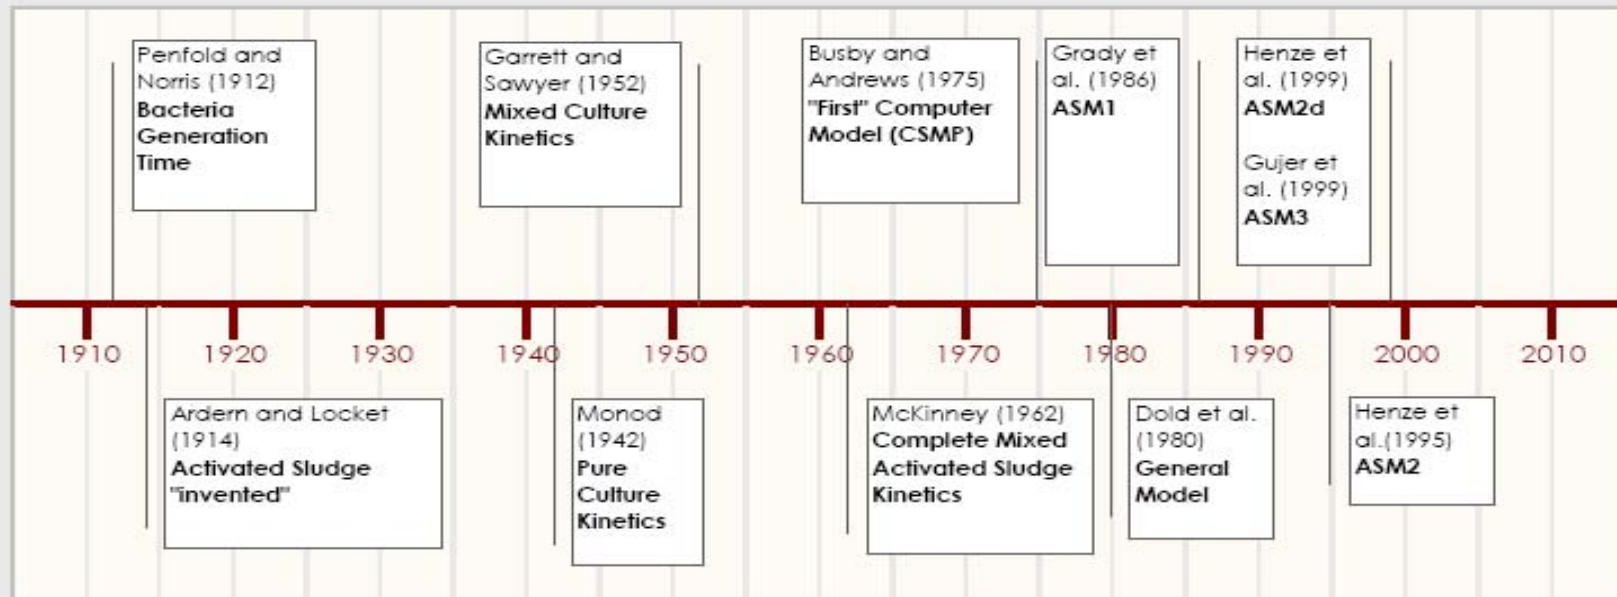 Penfold and
Norris (1912)
Bacteria
Generation
Time
Garrett and
Sawyer (1952)
Mixed Culture
Kinetics
Busby and
Andrews (1975)
"First" Computer
Model (CSMP)
Grady et
al. (1986)
ASM1
Henze et
al. (1999)
ASM2d
Gujer et
al. (1999)
ASM3
1910 1920 1930 1940 1950 1960 1970 1980 1990 2000 2010
Ardern and Locket
(1914)
Activated Sludge
"invented"
Monod
(1942)
Pure
Culture
Kinetics
McKinney (1962)
Complete Mixed
Activated Sludge
Kinetics
Dold et al.
(1980)
General
Model
Henze et
al.(1995)
ASM2